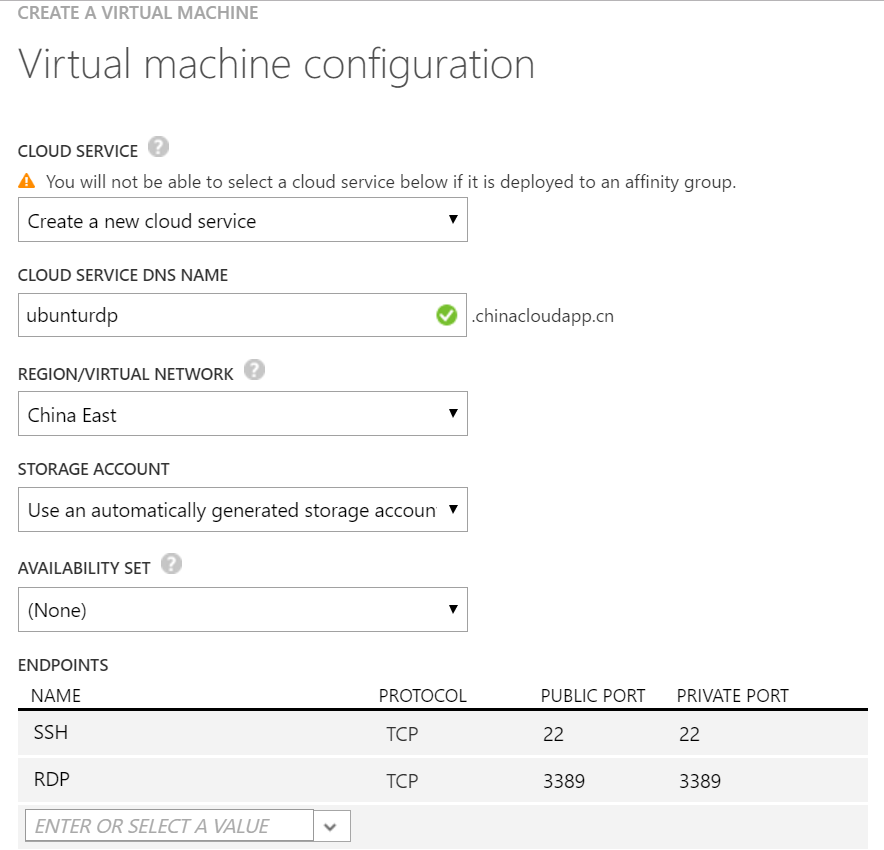 CREATE A VIRTUAL MACHINE
Virtual machine configuration
CLOUD SERVICE ?
You will not be able to select a cloud service below if it is deployed to an affinity group.
Create a new cloud service
CLOUD SERVICE DNS NAME
ubunturdp .chinacloudapp.cn
REGION/VIRTUAL NETWORK ?
China East
STORAGE ACCOUNT
Use an automatically generated storage accoun
AVAILABILITY SET ?
(None)
ENDPOINTS
NAME PROTOCOL PUBLIC PORT PRIVATE PORT
SSH TCP 22 22
RDP TCP 3389 3389
ENTER OR SELECT A VALUE